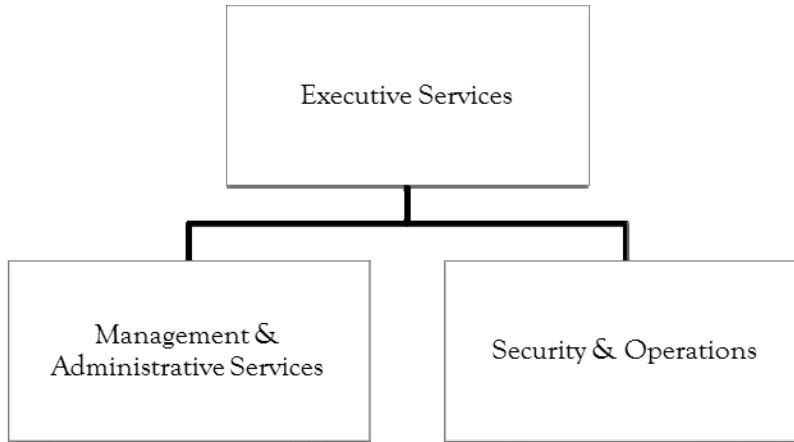 Executive Services
Management &
Administrative Services
Security & Operations